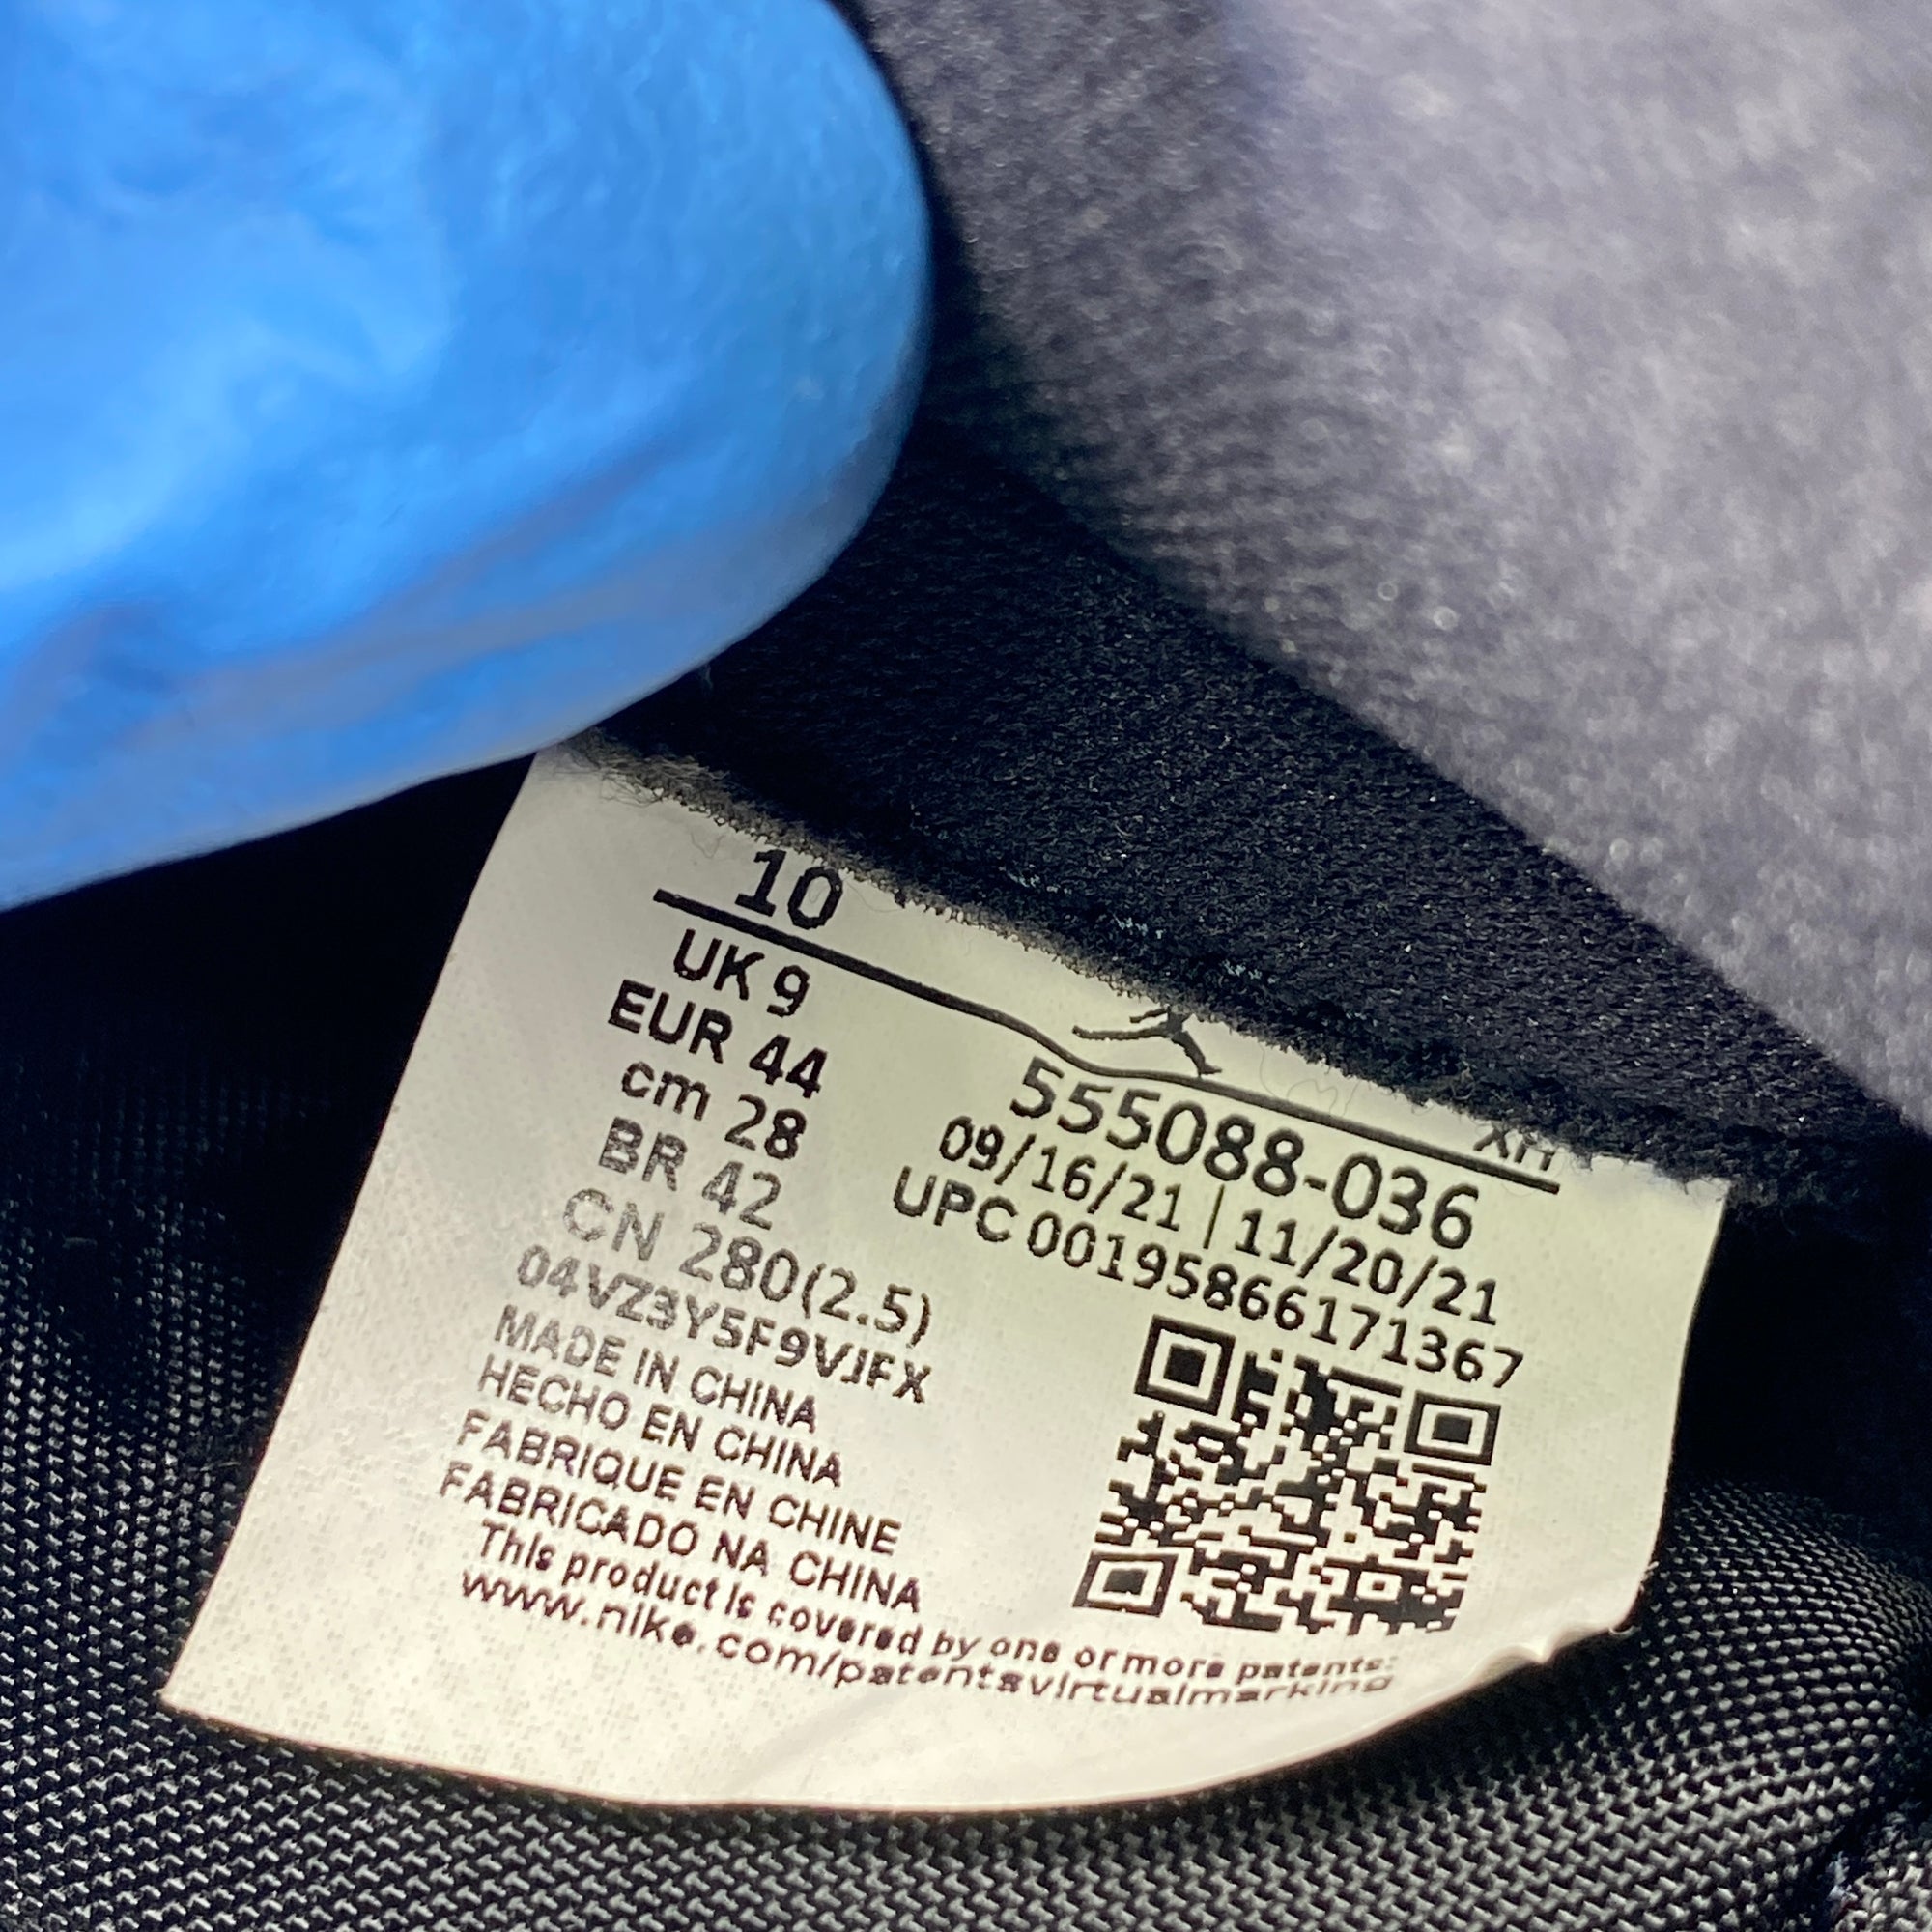 10
UK 9
EUR 44
cm 28
BR 42
CN 280(2.5)
04VZ3Y5F9VJFX
MADE IN CHINA
HECHO EN CHINA
FABRIQUE EN CHINE
FABRICADO NA CHINA
This product is covered by one or more patents:
www.nike.com/patentsvirtualmarking
555088-036
09/16/21 | 11/20/21
UPC 00195866171367